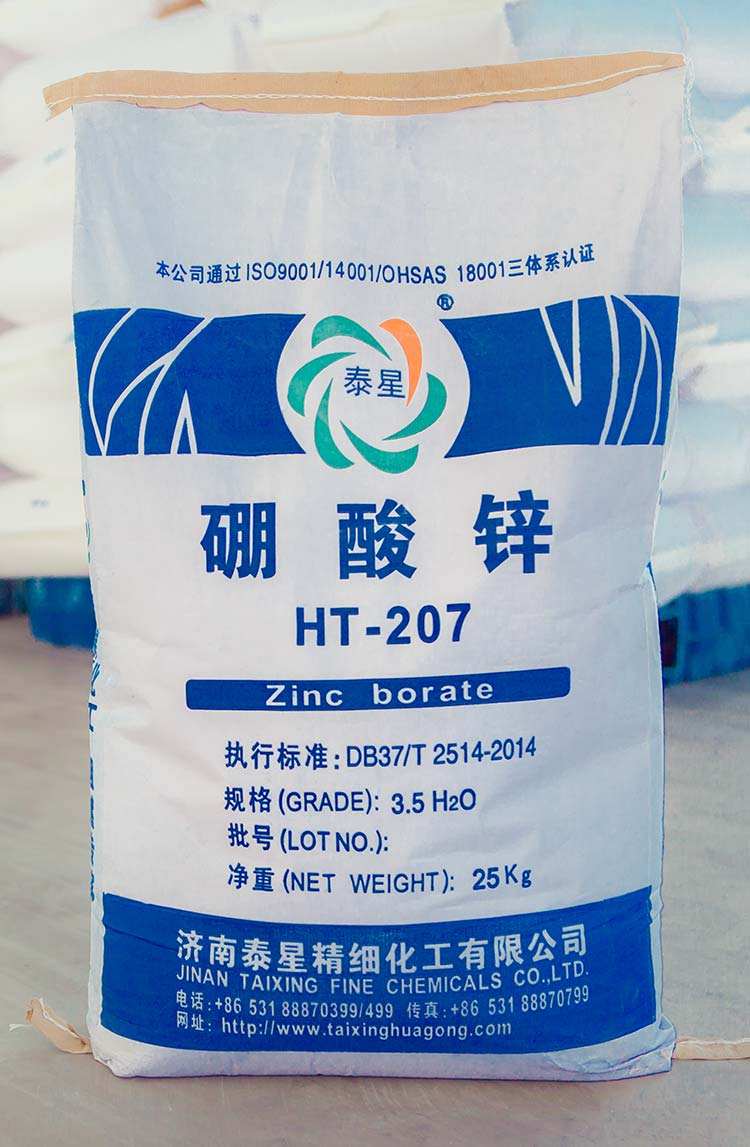 本公司通过ISO9001/14001/OHSAS 18001三体系认证
®
泰星
硼酸锌
HT-207
Zinc borate
执行标准:DB37/T 2514-2014
规格(GRADE): 3.5 H2O
批号(LOT NO.):
净重(NET WEIGHT): 25Kg
济南泰星精细化工有限公司
JINAN TAIXING FINE CHEMICALS CO.,LTD.
电话:+86 531 88870399/499 传真:+86 531 88870799
网址: http://www.taixinghuagong.com